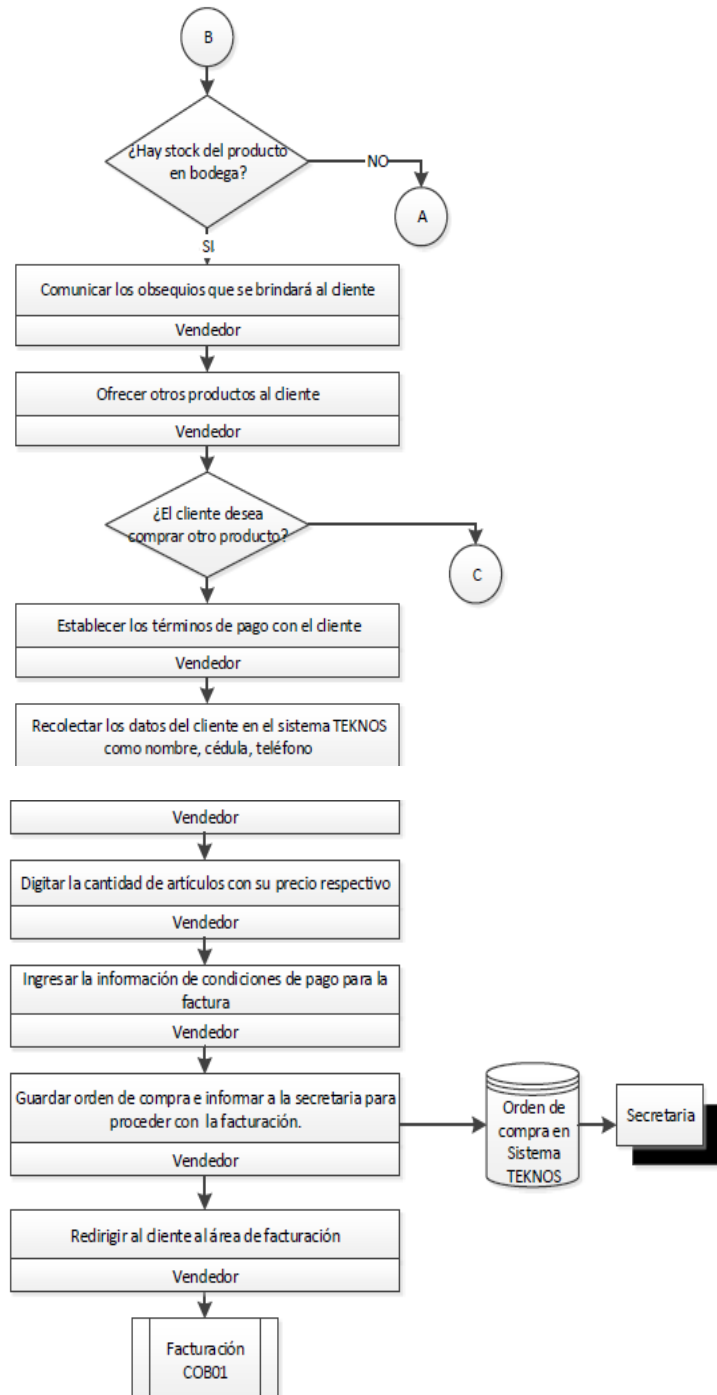 B
¿Hay stock del producto
en bodega?
NO
A
SI
Comunicar los obsequios que se brindará al cliente
Vendedor
Ofrecer otros productos al cliente
Vendedor
¿El cliente desea
comprar otro producto?
C
Establecer los términos de pago con el cliente
Vendedor
Recolectar los datos del cliente en el sistema TEKNOS
como nombre, cédula, teléfono
Vendedor
Digitar la cantidad de artículos con su precio respectivo
Vendedor
Ingresar la información de condiciones de pago para la
factura
Vendedor
Guardar orden de compra e informar a la secretaria para
proceder con la facturación.
Vendedor
Orden de
compra en
Sistema
TEKNOS
Secretaria
Redirigir al cliente al área de facturación
Vendedor
Facturación
COB01